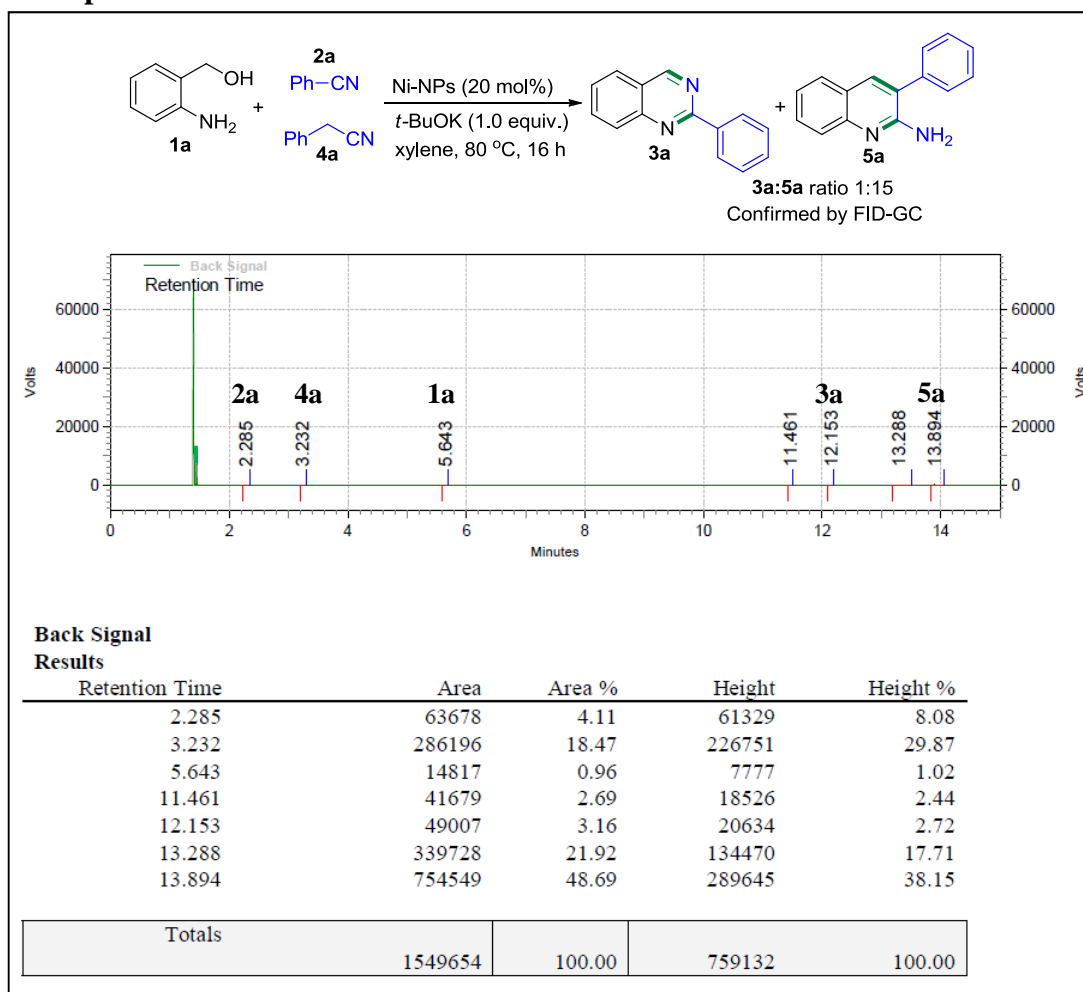 2a
OH
Ph–CN
Ni-NPs (20 mol%)
N
+
+
NH2
t-BuOK (1.0 equiv.)
N
N
NH2
1a
Ph
CN
4a
xylene, 80 °C, 16 h
3a
5a
3a:5a ratio 1:15
Confirmed by FID-GC
Back Signal
Retention Time
60000
60000
40000
40000
20000
20000
0
0
Volts
Volts
2a
4a
1a
3a
5a
2.285
3.232
5.643
11.461
12.153
13.288
13.894
0 2 4 6 8 10 12 14
Minutes
Back Signal
Results
Retention Time Area Area % Height Height %
2.285 63678 4.11 61329 8.08
3.232 286196 18.47 226751 29.87
5.643 14817 0.96 7777 1.02
11.461 41679 2.69 18526 2.44
12.153 49007 3.16 20634 2.72
13.288 339728 21.92 134470 17.71
13.894 754549 48.69 289645 38.15
Totals
1549654 100.00 759132 100.00